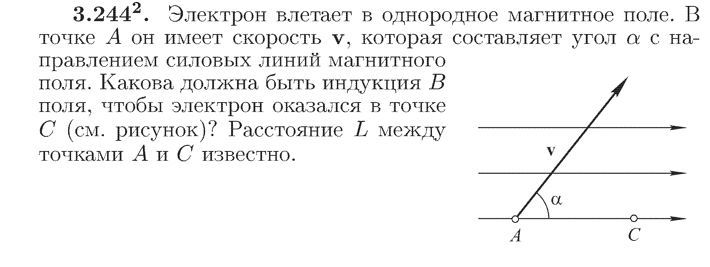 3.244². Электрон влетает в однородное магнитное поле. В
точке A он имеет скорость v, которая составляет угол α с на-
правлением силовых линий магнитного
поля. Какова должна быть индукция B
поля, чтобы электрон оказался в точке
C (см. рисунок)? Расстояние L между
точками A и C известно.
v
α
A
C